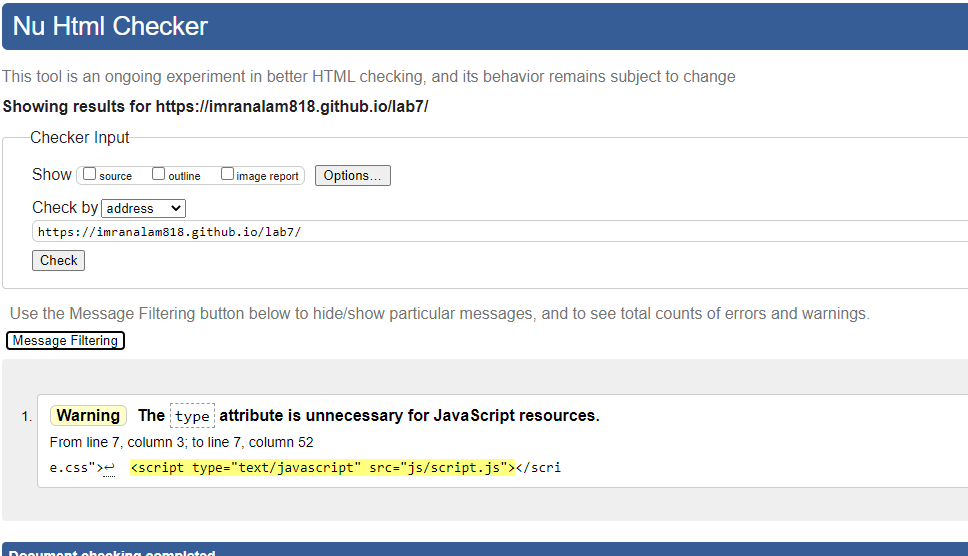 Nu Html Checker
This tool is an ongoing experiment in better HTML checking, and its behavior remains subject to change
Showing results for https://imranalam818.github.io/lab7/
Checker Input
Show source outline image report Options...
Check by address
https://imranalam818.github.io/lab7/
Check
Use the Message Filtering button below to hide/show particular messages, and to see total counts of errors and warnings.
Message Filtering
1. Warning The type attribute is unnecessary for JavaScript resources.
From line 7, column 3; to line 7, column 52
e.css">↩ <script type="text/javascript" src="js/script.js"></scri
Document checking completed.